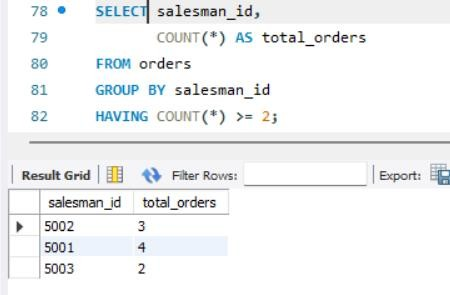 78 SELECT salesman_id,
79 COUNT(*) AS total_orders
80 FROM orders
81 GROUP BY salesman_id
82 HAVING COUNT(*) >= 2;
Result Grid Filter Rows: Export:
salesman_id total_orders
5002 3
5001 4
5003 2